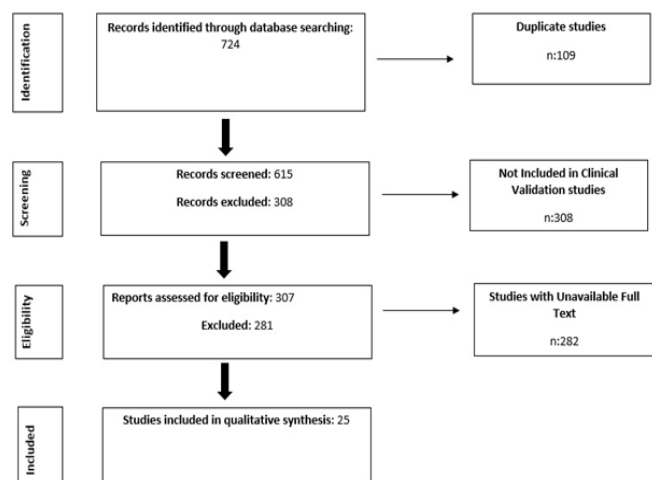 Identification
Records identified through database searching:
724
Duplicate studies
n:109
Screening
Records screened: 615
Records excluded: 308
Not Included in Clinical
Validation studies
n:308
Eligibility
Reports assessed for eligibility: 307
Excluded: 281
Studies with Unavailable Full
Text
n:282
Included
Studies included in qualitative synthesis: 25